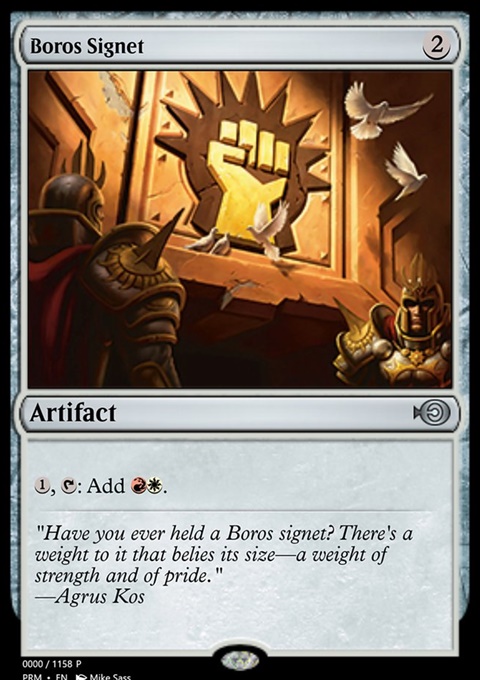 Boros Signet 2
Artifact
1, T: Add RW.
"Have you ever held a Boros signet? There's a
weight to it that belies its size—a weight of
strength and of pride."
—Agrus Kos
0000 / 1158 P
PRM • EN Mike Sass